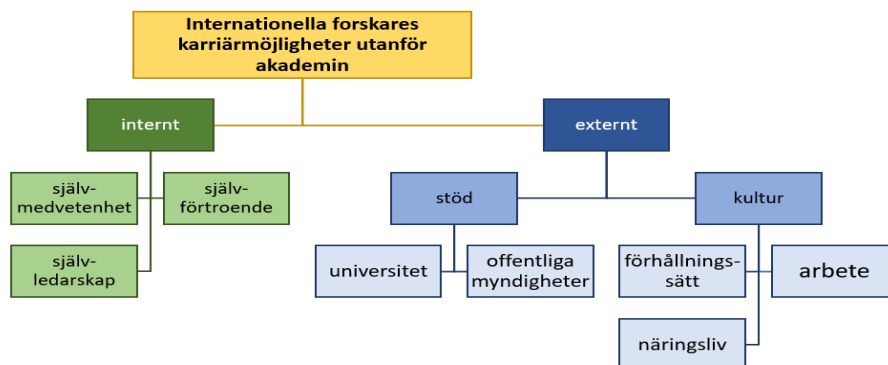 Internationella forskares
karriärmöjligheter utanför
akademin
internt
externt
själv-
medvetenhet
själv-
förtroende
stöd
kultur
själv-
ledarskap
universitet
offentliga
myndigheter
förhållnings-
sätt
arbete
näringsliv